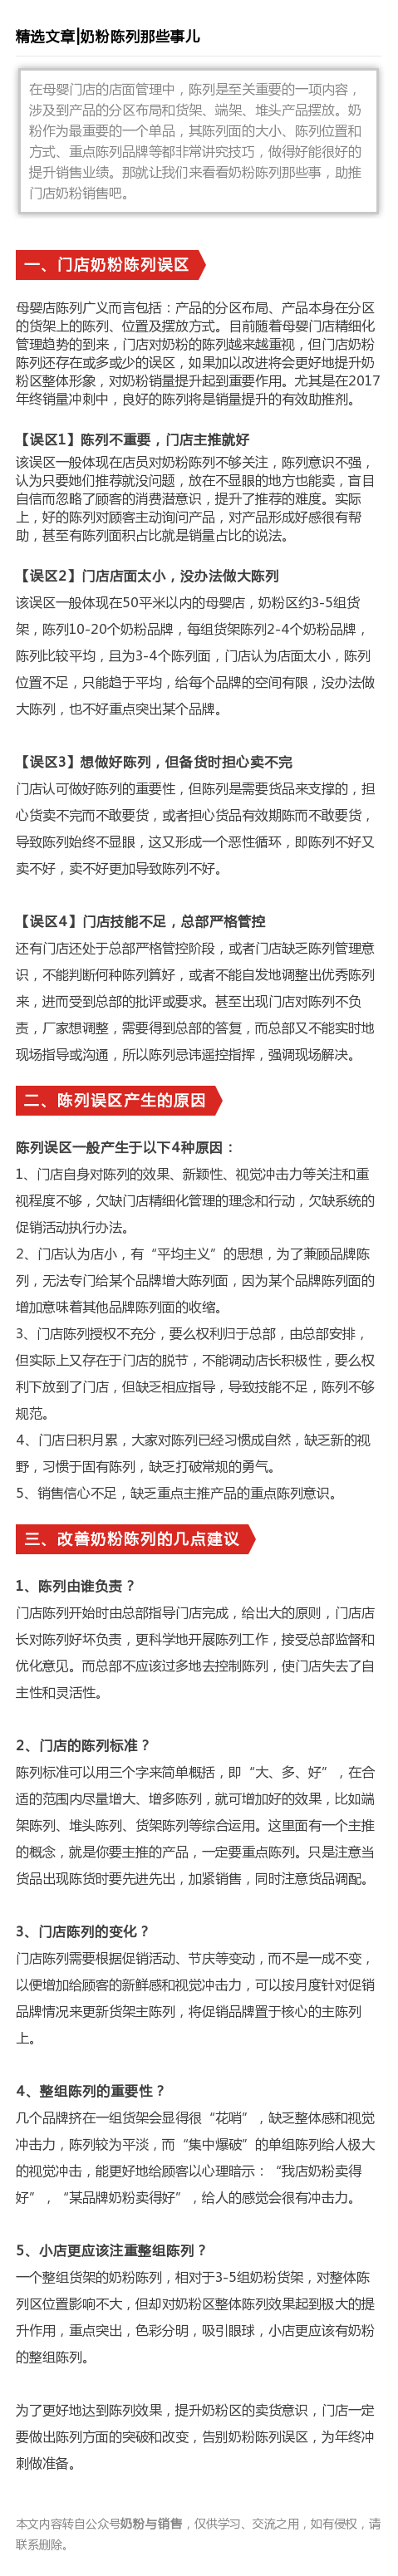 精选文章|奶粉陈列那些事儿
在母婴门店的店面管理中，陈列是至关重要的一项内容，
涉及到产品的分区布局和货架、端架、堆头产品摆放。奶
粉作为最重要的一个单品，其陈列面的大小、陈列位置和
方式、重点陈列品牌等都非常讲究技巧，做得好能很好的
提升销售业绩。那就让我们来看看奶粉陈列那些事，助推
门店奶粉销售吧。
一、门店奶粉陈列误区
母婴店陈列广义而言包括：产品的分区布局、产品本身在分区
的货架上的陈列、位置及摆放方式。目前随着母婴门店精细化
管理趋势的到来，门店对奶粉的陈列越来越重视，但门店奶粉
陈列还存在或多或少的误区，如果加以改进将会更好地提升奶
粉区整体形象，对奶粉销量提升起到重要作用。尤其是在2017
年终销量冲刺中，良好的陈列将是销量提升的有效助推剂。
【误区1】陈列不重要，门店主推就好
该误区一般体现在店员对奶粉陈列不够关注，陈列意识不强，
认为只要她们推荐就没问题，放在不显眼的地方也能卖，盲目
自信而忽略了顾客的消费潜意识，提升了推荐的难度。实际
上，好的陈列对顾客主动询问产品，对产品形成好感很有帮
助，甚至有陈列面积占比就是销量占比的说法。
【误区2】门店店面太小，没办法做大陈列
该误区一般体现在50平米以内的母婴店，奶粉区约3-5组货
架，陈列10-20个奶粉品牌，每组货架陈列2-4个奶粉品牌，
陈列比较平均，且为3-4个陈列面，门店认为店面太小，陈列
位置不足，只能趋于平均，给每个品牌的空间有限，没办法做
大陈列，也不好重点突出某个品牌。
【误区3】想做好陈列，但备货时担心卖不完
门店认可做好陈列的重要性，但陈列是需要货品来支撑的，担
心货卖不完而不敢要货，或者担心货品有效期陈而不敢要货，
导致陈列始终不显眼，这又形成一个恶性循环，即陈列不好又
卖不好，卖不好更加导致陈列不好。
【误区4】门店技能不足，总部严格管控
还有门店还处于总部严格管控阶段，或者门店缺乏陈列管理意
识，不能判断何种陈列算好，或者不能自发地调整出优秀陈列
来，进而受到总部的批评或要求。甚至出现门店对陈列不负
责，厂家想调整，需要得到总部的答复，而总部又不能实时地
现场指导或沟通，所以陈列忌讳遥控指挥，强调现场解决。
二、陈列误区产生的原因
陈列误区一般产生于以下4种原因：
1、门店自身对陈列的效果、新颖性、视觉冲击力等关注和重
视程度不够，欠缺门店精细化管理的理念和行动，欠缺系统的
促销活动执行办法。
2、门店认为店小，有“平均主义”的思想，为了兼顾品牌陈
列，无法专门给某个品牌增大陈列面，因为某个品牌陈列面的
增加意味着其他品牌陈列面的收缩。
3、门店陈列授权不充分，要么权利归于总部，由总部安排，
但实际上又存在于门店的脱节，不能调动店长积极性，要么权
利下放到了门店，但缺乏相应指导，导致技能不足，陈列不够
规范。
4、门店日积月累，大家对陈列已经习惯成自然，缺乏新的视
野，习惯于固有陈列，缺乏打破常规的勇气。
5、销售信心不足，缺乏重点主推产品的重点陈列意识。
三、改善奶粉陈列的几点建议
1、陈列由谁负责？
门店陈列开始时由总部指导门店完成，给出大的原则，门店店
长对陈列好坏负责，更科学地开展陈列工作，接受总部监督和
优化意见。而总部不应该过多地去控制陈列，使门店失去了自
主性和灵活性。
2、门店的陈列标准？
陈列标准可以用三个字来简单概括，即“大、多、好”，在合
适的范围内尽量增大、增多陈列，就可增加好的效果，比如端
架陈列、堆头陈列、货架陈列等综合运用。这里面有一个主推
的概念，就是你要主推的产品，一定要重点陈列。只是注意当
货品出现陈货时要先进先出，加紧销售，同时注意货品调配。
3、门店陈列的变化？
门店陈列需要根据促销活动、节庆等变动，而不是一成不变，
以便增加给顾客的新鲜感和视觉冲击力，可以按月度针对促销
品牌情况来更新货架主陈列，将促销品牌置于核心的主陈列
上。
4、整组陈列的重要性？
几个品牌挤在一组货架会显得很“花哨”，缺乏整体感和视觉
冲击力，陈列较为平淡，而“集中爆破”的单组陈列给人极大
的视觉冲击，能更好地给顾客以心理暗示：“我店奶粉卖得
好”，“某品牌奶粉卖得好”，给人的感觉会很有冲击力。
5、小店更应该注重整组陈列？
一个整组货架的奶粉陈列，相对于3-5组奶粉货架，对整体陈
列区位置影响不大，但却对奶粉区整体陈列效果起到极大的提
升作用，重点突出，色彩分明，吸引眼球，小店更应该有奶粉
的整组陈列。
为了更好地达到陈列效果，提升奶粉区的卖货意识，门店一定
要做出陈列方面的突破和改变，告别奶粉陈列误区，为年终冲
刺做准备。
本文内容转自公众号奶粉与销售，仅供学习、交流之用，如有侵权，请
联系删除。